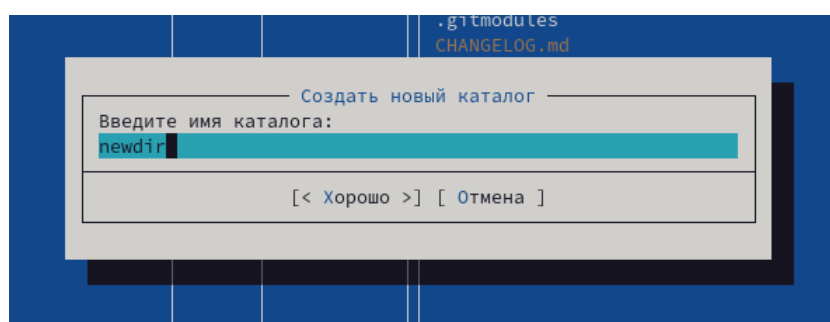 .gitmodules
CHANGELOG.md
Создать новый каталог
Введите имя каталога:
newdir
[< Хорошо >] [ Отмена ]